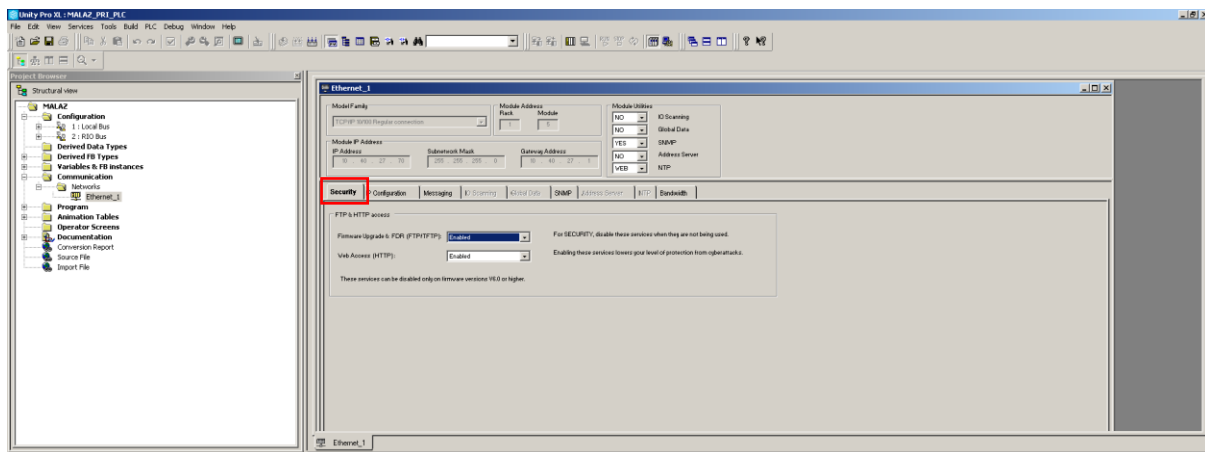 Unity Pro XL : MALAZ_PRI_PLC
File Edit View Services Tools Build PLC Debug Window Help
Project Browser
Structural view
MALAZ
Configuration
1 : Local Bus
2 : RIO Bus
Derived Data Types
Derived FB Types
Variables & FB instances
Communication
Networks
Ethernet_1
Program
Animation Tables
Operator Screens
Documentation
Conversion Report
Source File
Import File
Ethernet_1
Model Family
TCP/IP 10/100 Regular connection
Module Address
Rack Module
1 5
Module Utilities
NO IO Scanning
NO Global Data
YES SNMP
NO Address Server
WEB NTP
Module IP Address
IP Address Subnetwork Mask Gateway Address
255 . 255 . 255 . 0
Security IP Configuration Messaging IO Scanning Global Data SNMP Address Server NTP Bandwidth
FTP & HTTP access
Firmware Upgrade & FDR (FTP/TFTP): Enabled
For SECURITY, disable these services when they are not being used.
Web Access (HTTP): Enabled
Enabling these services lowers your level of protection from cyberattacks.
These services can be disabled only on firmware versions V6.0 or higher.
Ethernet_1